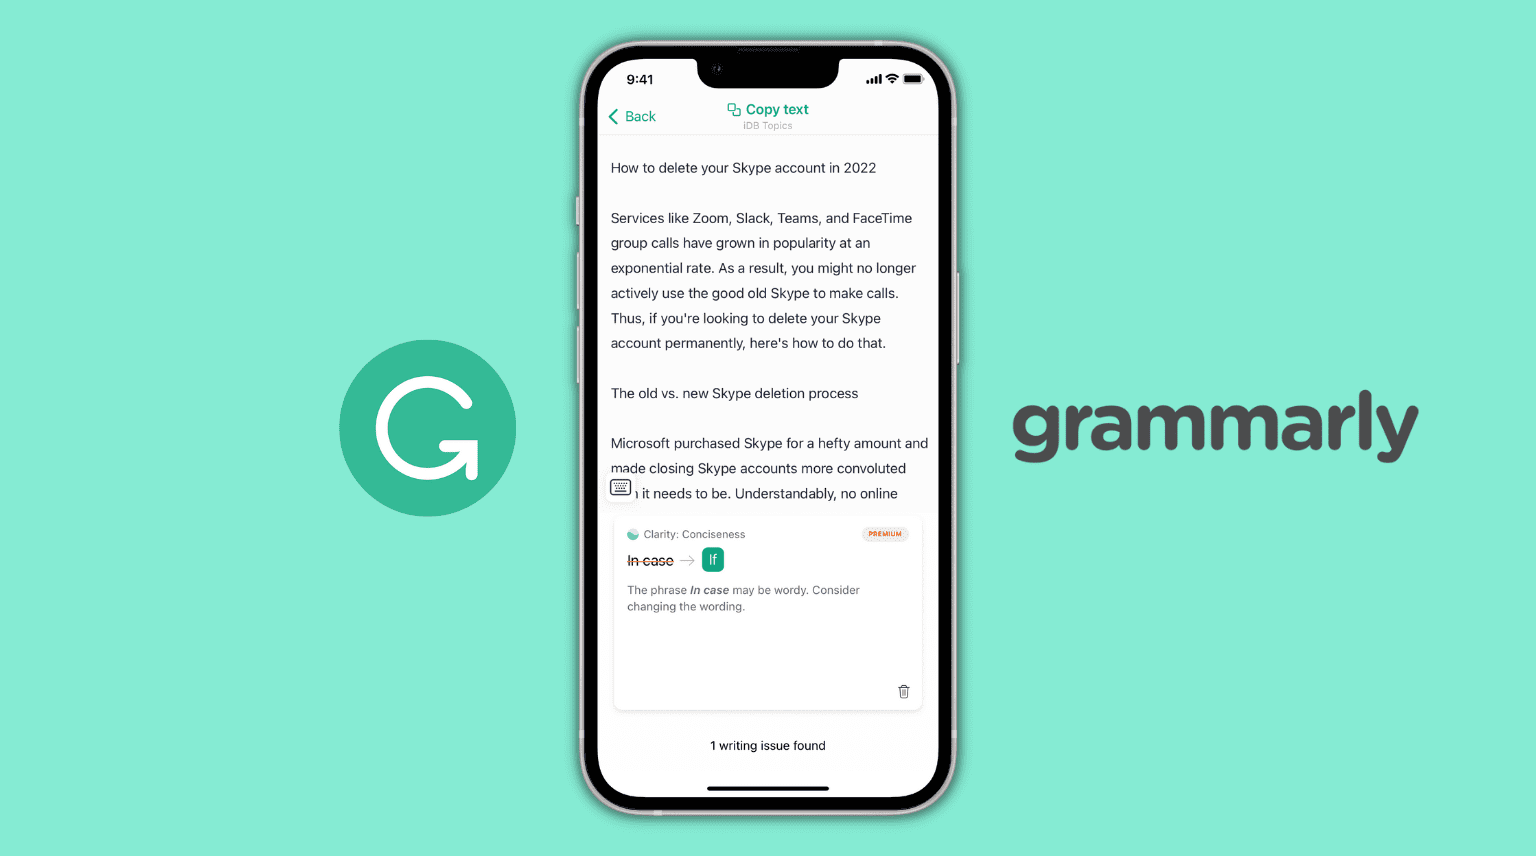 9:41
Back
Copy text
iDB Topics
How to delete your Skype account in 2022
Services like Zoom, Slack, Teams, and FaceTime
group calls have grown in popularity at an
exponential rate. As a result, you might no longer
actively use the good old Skype to make calls.
Thus, if you're looking to delete your Skype
account permanently, here's how to do that.
The old vs. new Skype deletion process
Microsoft purchased Skype for a hefty amount and
made closing Skype accounts more convoluted
it needs to be. Understandably, no online
Clarity: Conciseness
PREMIUM
In case → If
The phrase In case may be wordy. Consider
changing the wording.
1 writing issue found
G
grammarly